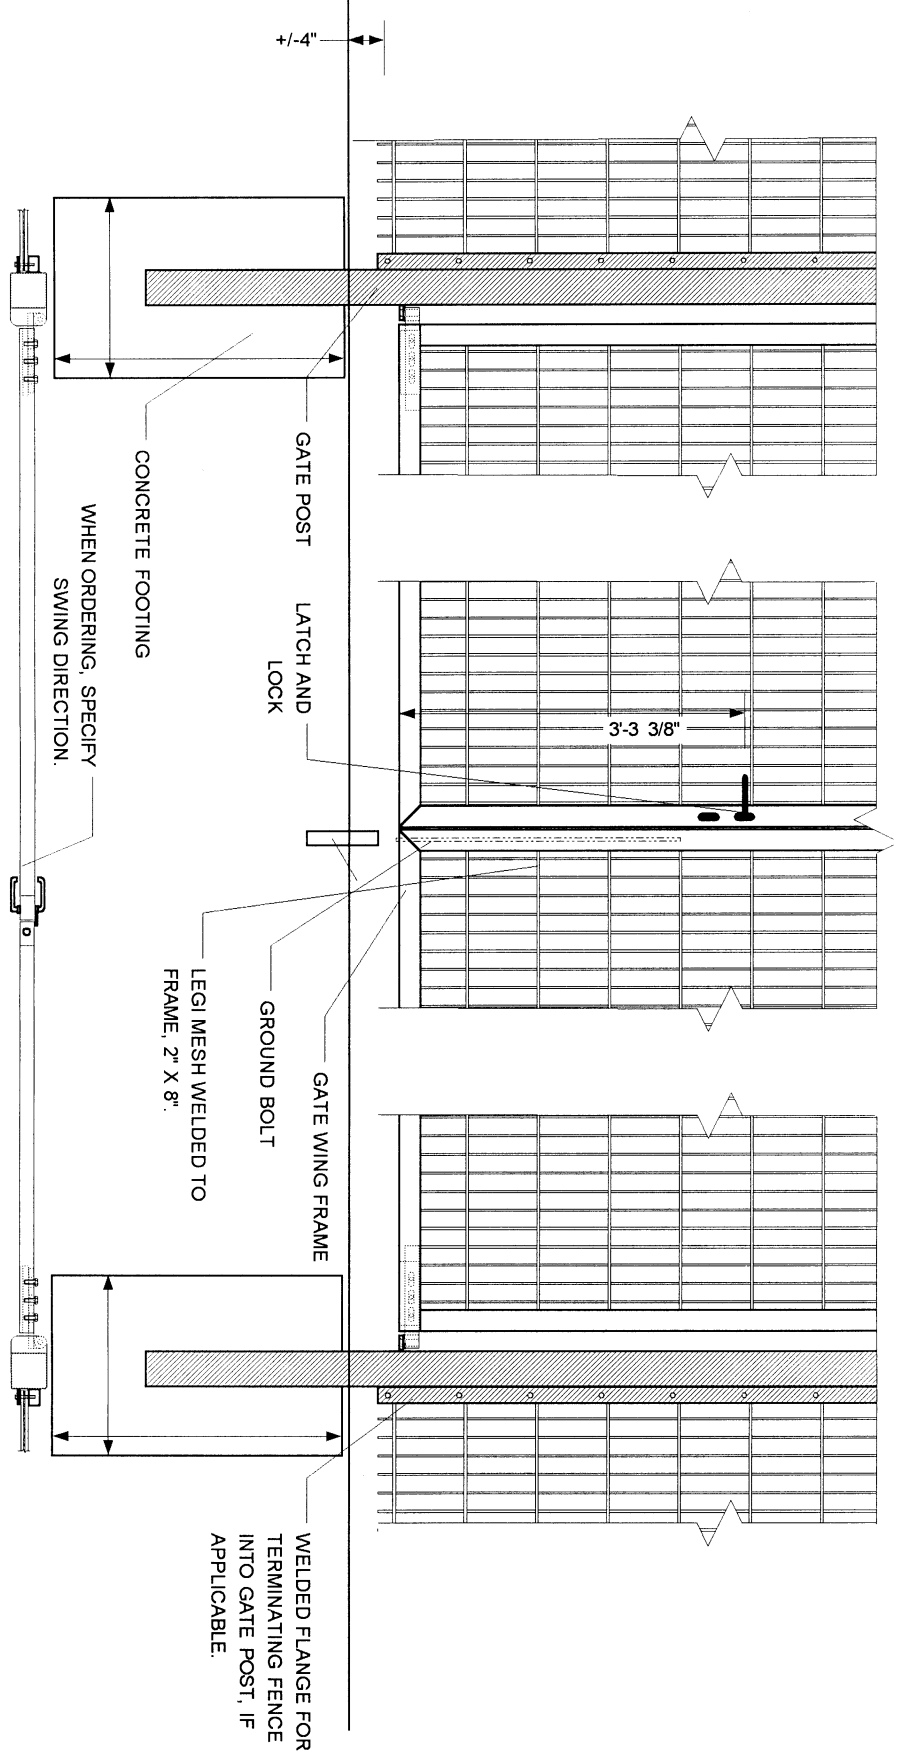 +/-4"
3'-3 3/8"
GATE POST
CONCRETE FOOTING
LATCH AND
LOCK
WHEN ORDERING, SPECIFY
SWING DIRECTION.
GATE WING FRAME
GROUND BOLT
LEGI MESH WELDED TO
FRAME, 2" X 8".
WELDED FLANGE FOR
TERMINATING FENCE
INTO GATE POST, IF
APPLICABLE.